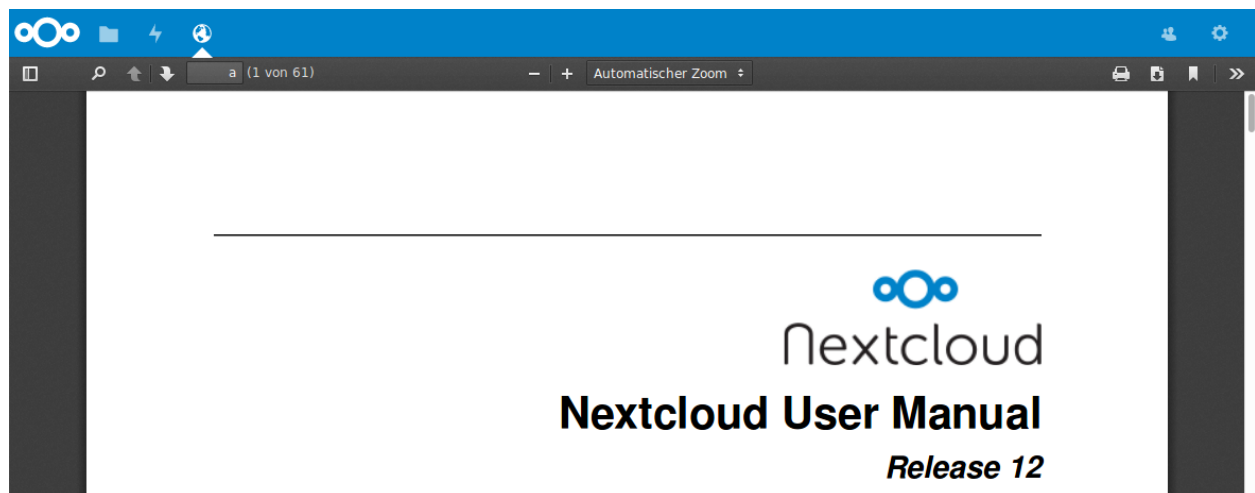 a (1 von 61)
Automatischer Zoom
Nextcloud
Nextcloud User Manual
Release 12